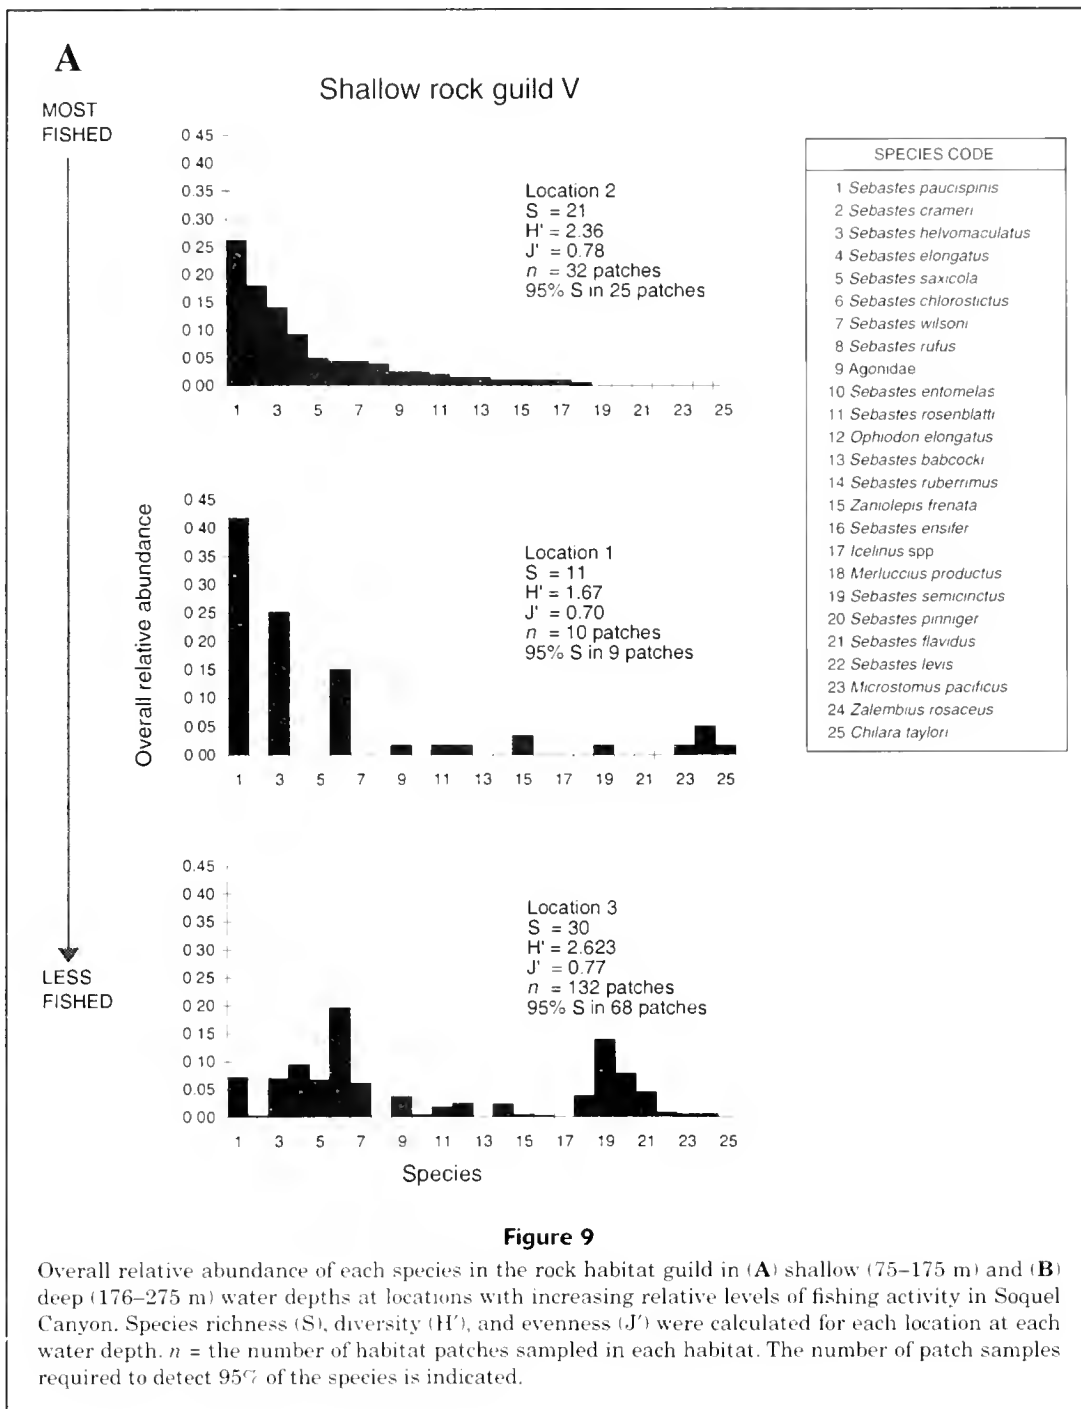 A
Shallow rock guild V
MOST
FISHED
0 45
0 40
0 35
0.30
0 25
0 20
0 15
0 10
0 05
0 00
Location 2
S = 21
H' = 2.36
J' = 0.78
n = 32 patches
95% S in 25 patches
1 3 5 7 9 11 13 15 17 19 21 23 25
SPECIES CODE
1 Sebastes paucispinis
2 Sebastes crameri
3 Sebastes helvomaculatus
4 Sebastes elongatus
5 Sebastes saxicola
6 Sebastes chlorostictus
7 Sebastes wilsoni
8 Sebastes rufus
9 Agonidae
10 Sebastes entomelas
11 Sebastes rosenblatti
12 Ophiodon elongatus
13 Sebastes babcocki
14 Sebastes ruberrimus
15 Zaniolepis frenata
16 Sebastes ensifer
17 Icelinus spp
18 Merluccius productus
19 Sebastes semicinctus
20 Sebastes pinniger
21 Sebastes flavidus
22 Sebastes levis
23 Microstomus pacificus
24 Zalembius rosaceus
25 Chilara taylori
Overall relative abundance
0 45
0 40
0 35
0 30
0 25
0 20
0 15
0 10
0 05
0 00
Location 1
S = 11
H' = 1.67
J' = 0.70
n = 10 patches
95% S in 9 patches
1 3 5 7 9 11 13 15 17 19 21 23 25
LESS
FISHED
0.45
0 40
0 35
0 30
0 25
0 20
0 15
0 10
0.05
0 00
Location 3
S = 30
H' = 2.623
J' = 0.77
n = 132 patches
95% S in 68 patches
1 3 5 7 9 11 13 15 17 19 21 23 25
Species
Figure 9
Overall relative abundance of each species in the rock habitat guild in (A) shallow (75–175 m) and (B)
deep (176–275 m) water depths at locations with increasing relative levels of fishing activity in Soquel
Canyon. Species richness (S), diversity (H'), and evenness (J') were calculated for each location at each
water depth. n = the number of habitat patches sampled in each habitat. The number of patch samples
required to detect 95% of the species is indicated.